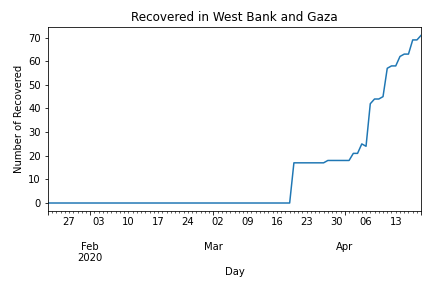 Recovered in West Bank and Gaza
70
60
50
40
30
20
10
0
Number of Recovered
27 03 10 17 24 02 09 16 23 30 06 13
Feb Mar Apr
2020
Day